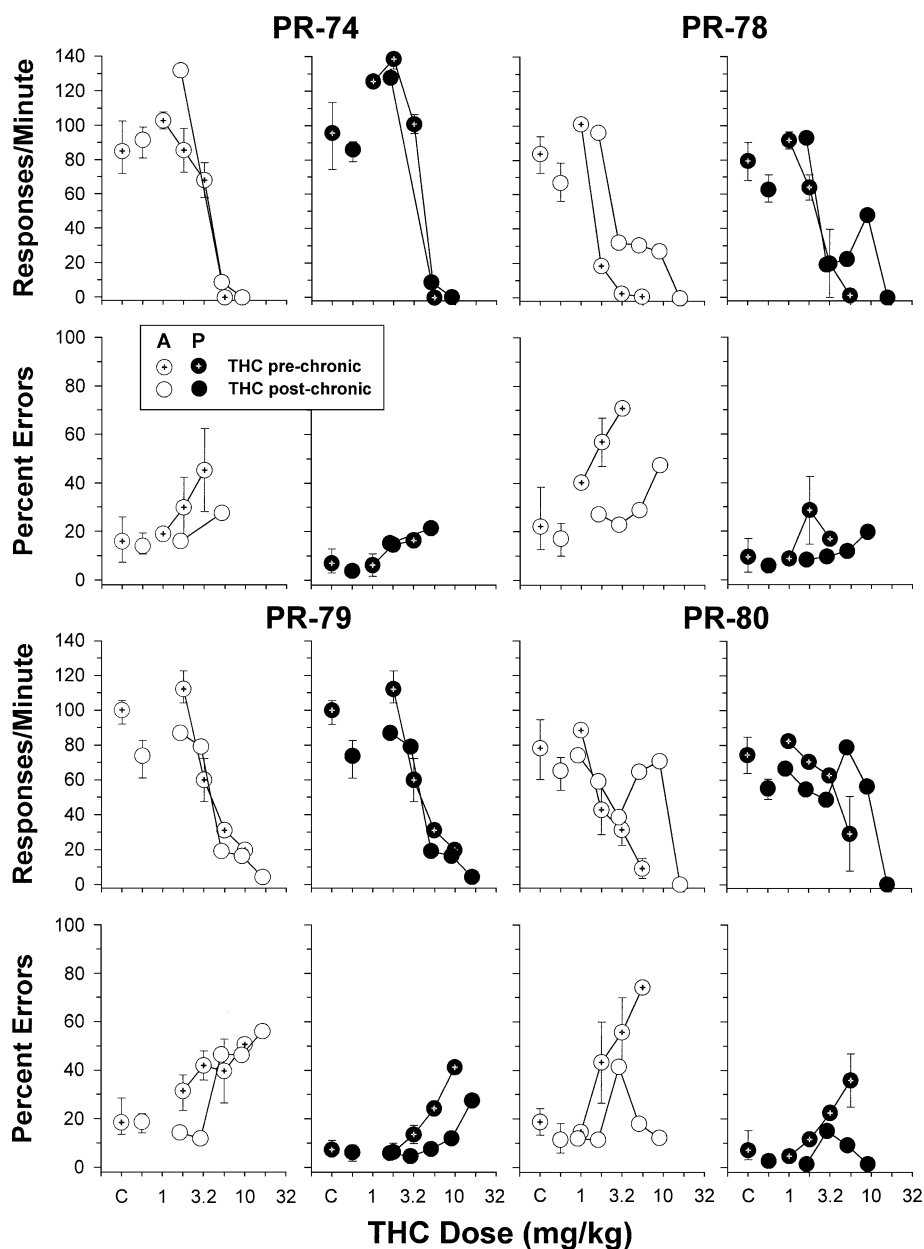 PR-74 PR-78
Responses/Minute
140
120
100
80
60
40
20
0
A P
THC pre-chronic
THC post-chronic
Percent Errors
100
80
60
40
20
0
PR-79 PR-80
Responses/Minute
140
120
100
80
60
40
20
0
Percent Errors
100
80
60
40
20
0
C 1 3.2 10 32 C 1 3.2 10 32 C 1 3.2 10 32 C 1 3.2 10 32
THC Dose (mg/kg)